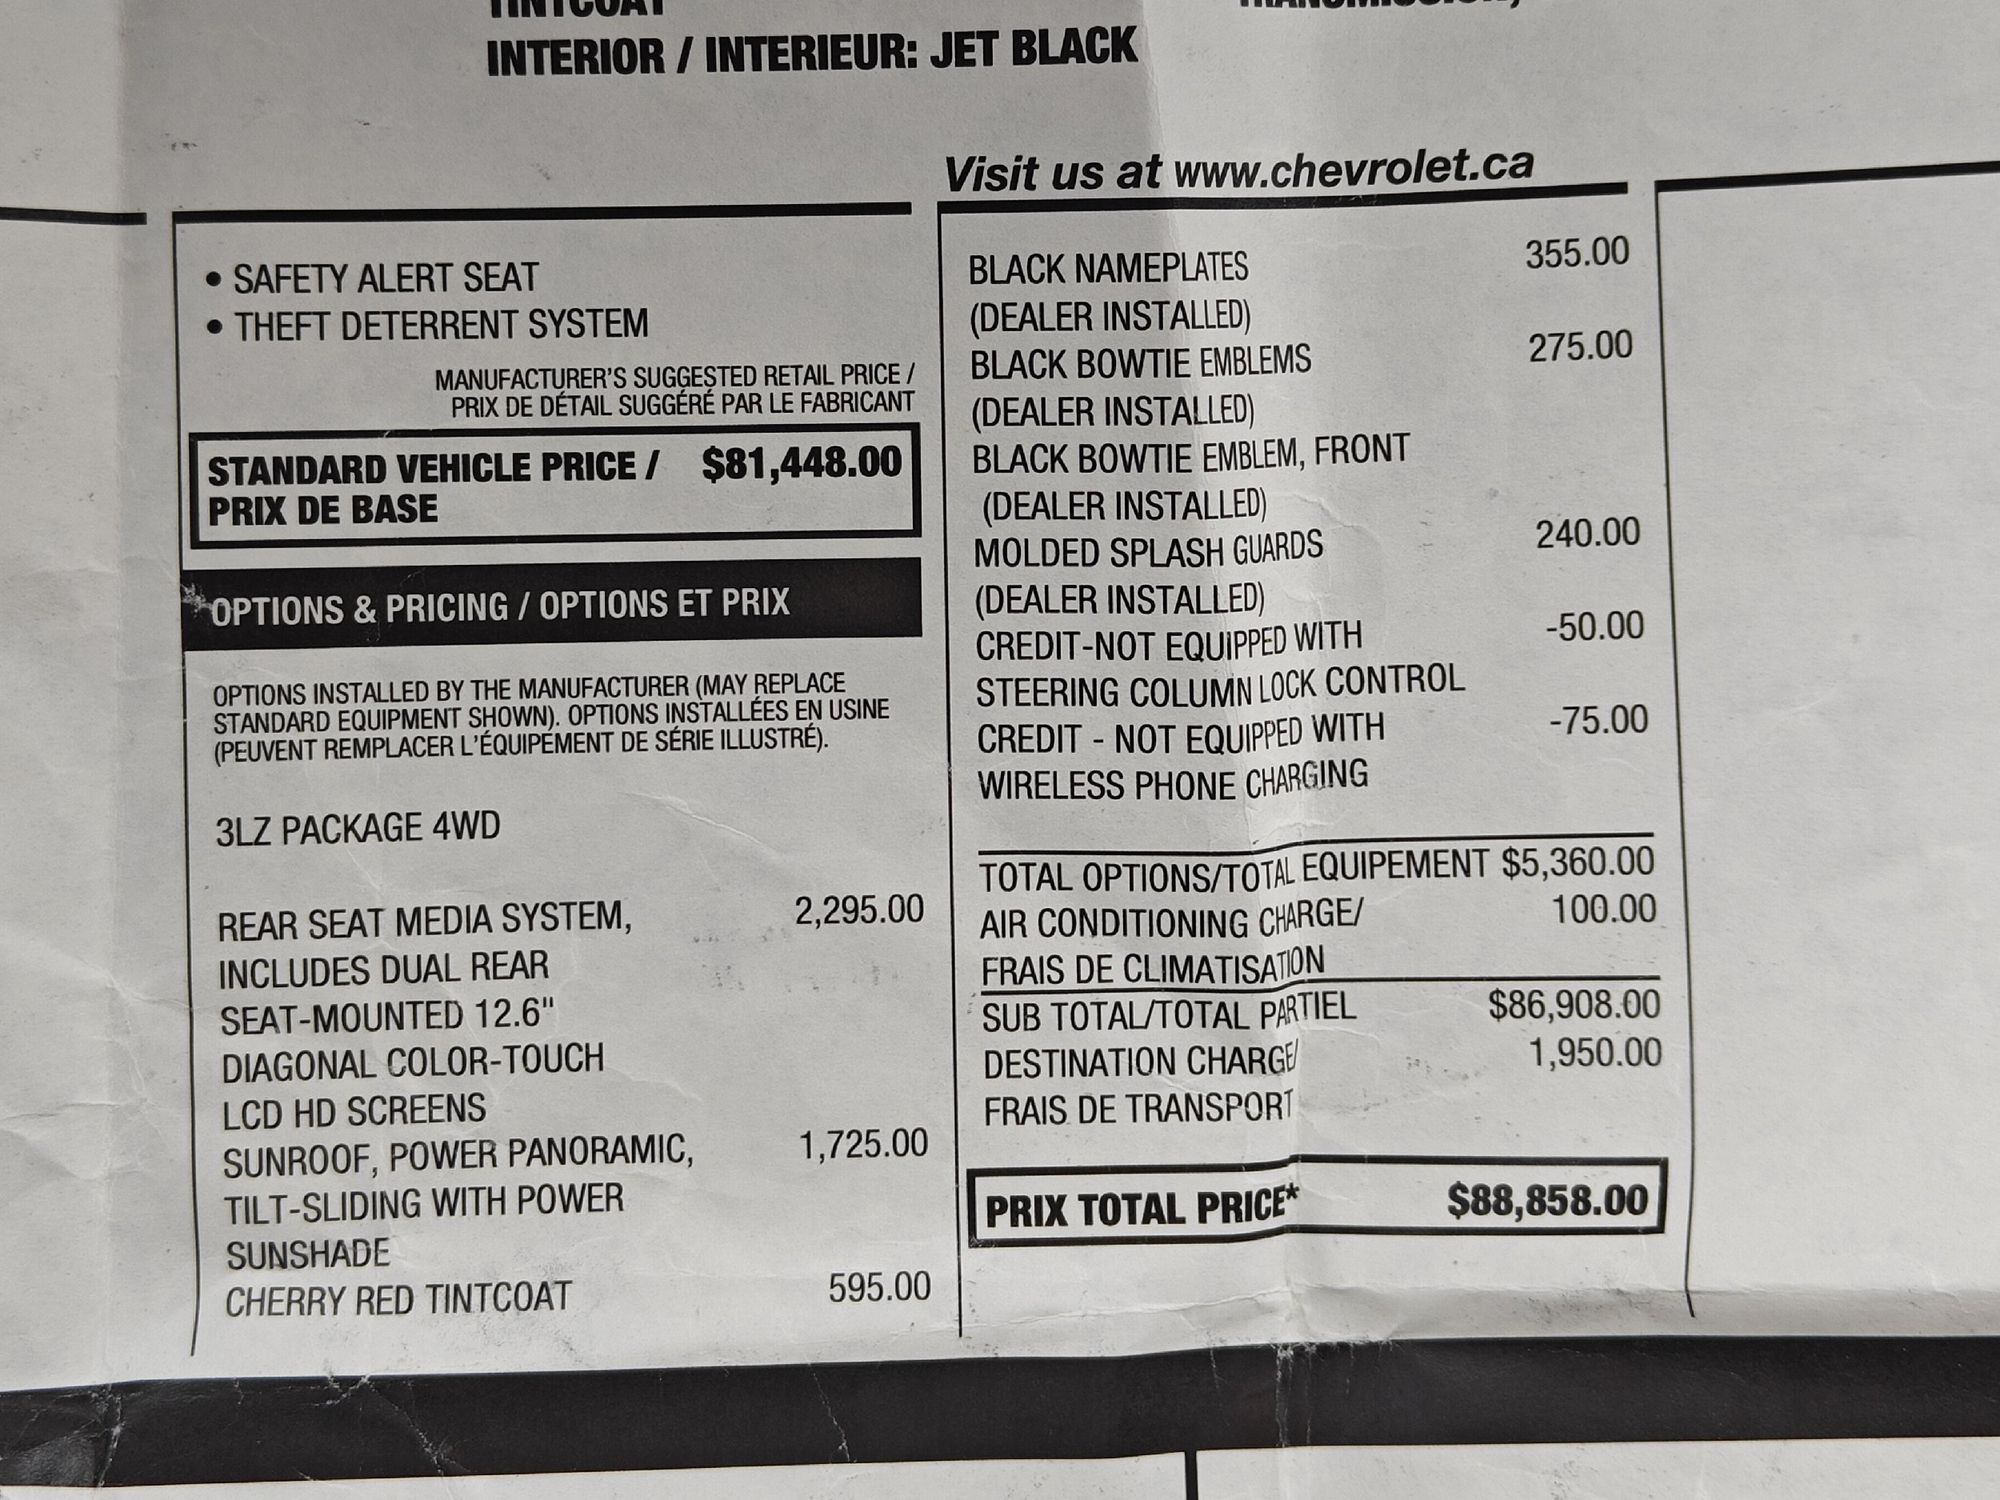 TINTCOAT
INTERIOR / INTERIEUR: JET BLACK
Visit us at www.chevrolet.ca
• SAFETY ALERT SEAT
• THEFT DETERRENT SYSTEM
MANUFACTURER'S SUGGESTED RETAIL PRICE /
PRIX DE DÉTAIL SUGGÉRÉ PAR LE FABRICANT
STANDARD VEHICLE PRICE / $81,448.00
PRIX DE BASE
OPTIONS & PRICING / OPTIONS ET PRIX
OPTIONS INSTALLED BY THE MANUFACTURER (MAY REPLACE
STANDARD EQUIPMENT SHOWN). OPTIONS INSTALLÉES EN USINE
(PEUVENT REMPLACER L'ÉQUIPEMENT DE SÉRIE ILLUSTRÉ).
3LZ PACKAGE 4WD
REAR SEAT MEDIA SYSTEM, 2,295.00
INCLUDES DUAL REAR
SEAT-MOUNTED 12.6"
DIAGONAL COLOR-TOUCH
LCD HD SCREENS
SUNROOF, POWER PANORAMIC, 1,725.00
TILT-SLIDING WITH POWER
SUNSHADE
CHERRY RED TINTCOAT 595.00
BLACK NAMEPLATES 355.00
(DEALER INSTALLED)
BLACK BOWTIE EMBLEMS 275.00
(DEALER INSTALLED)
BLACK BOWTIE EMBLEM, FRONT
(DEALER INSTALLED)
MOLDED SPLASH GUARDS 240.00
(DEALER INSTALLED)
CREDIT-NOT EQUIPPED WITH -50.00
STEERING COLUMN LOCK CONTROL
CREDIT - NOT EQUIPPED WITH -75.00
WIRELESS PHONE CHARGING
TOTAL OPTIONS/TOTAL EQUIPEMENT $5,360.00
AIR CONDITIONING CHARGE/ 100.00
FRAIS DE CLIMATISATION
SUB TOTAL/TOTAL PARTIEL $86,908.00
DESTINATION CHARGE/ 1,950.00
FRAIS DE TRANSPORT
PRIX TOTAL PRICE* $88,858.00